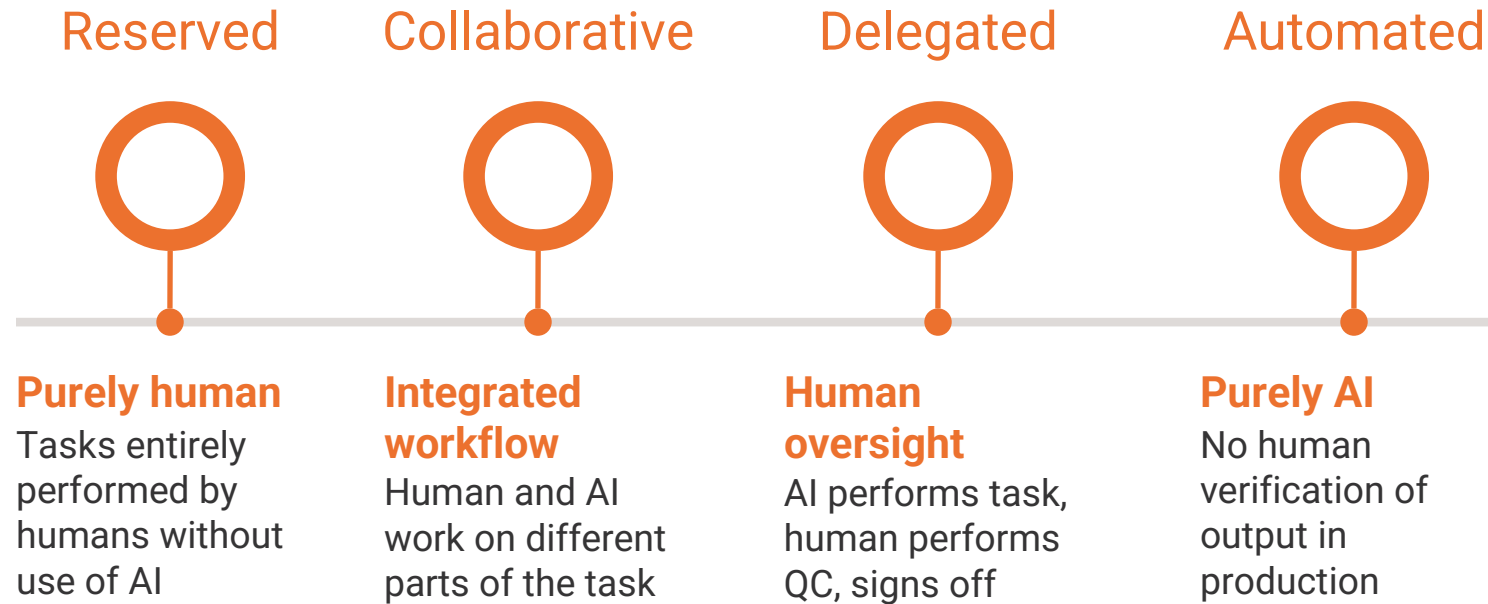 Reserved
Collaborative
Delegated
Automated
Purely human
Tasks entirely
performed by
humans without
use of AI
Integrated
workflow
Human and AI
work on different
parts of the task
Human
oversight
AI performs task,
human performs
QC, signs off
Purely AI
No human
verification of
output in
production